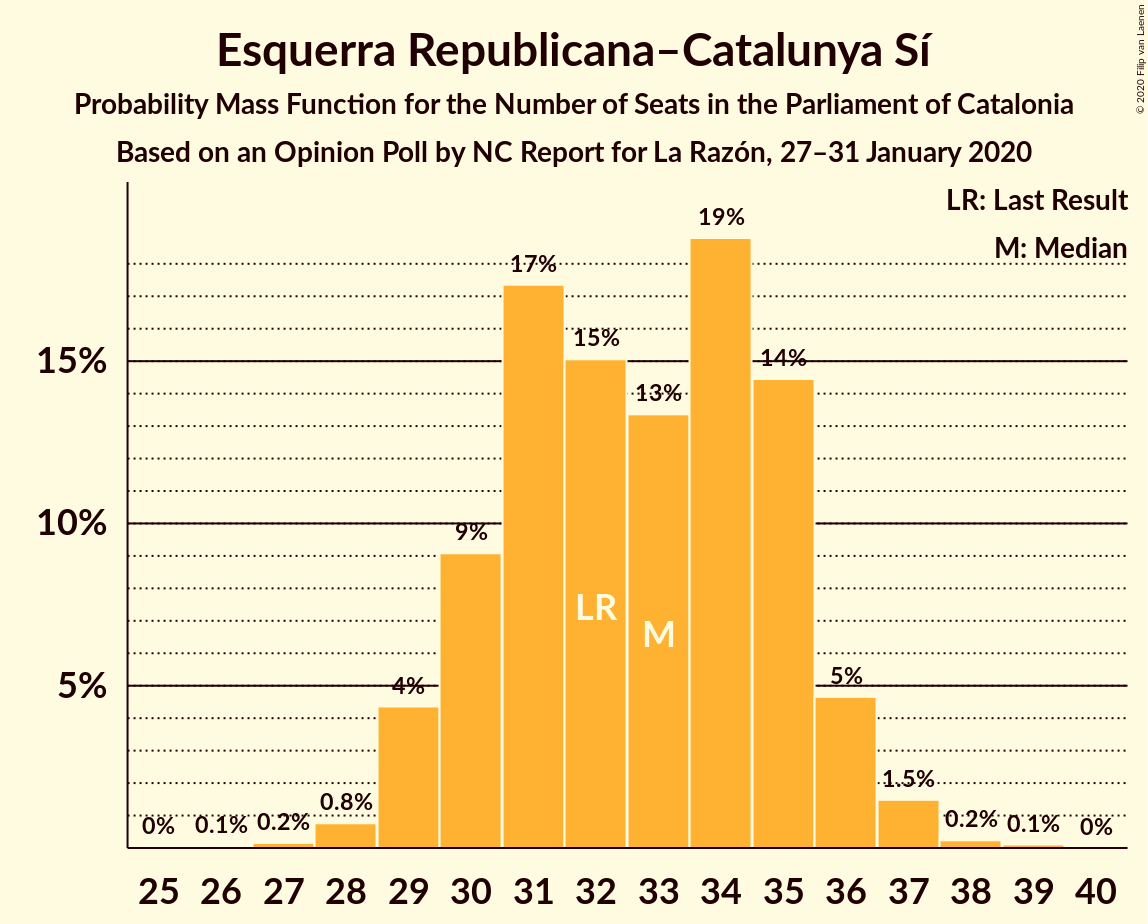 Esquerra Republicana–Catalunya Sí
Probability Mass Function for the Number of Seats in the Parliament of Catalonia
Based on an Opinion Poll by NC Report for La Razón, 27–31 January 2020
© 2020 Filip van Laenen
LR: Last Result
M: Median
19%
17%
15%
14%
13%
9%
4%
5%
0%
0.1%
0.2%
0.8%
1.5%
0.2%
0.1%
0%
LR
M
15%
10%
5%
25 26 27 28 29 30 31 32 33 34 35 36 37 38 39 40